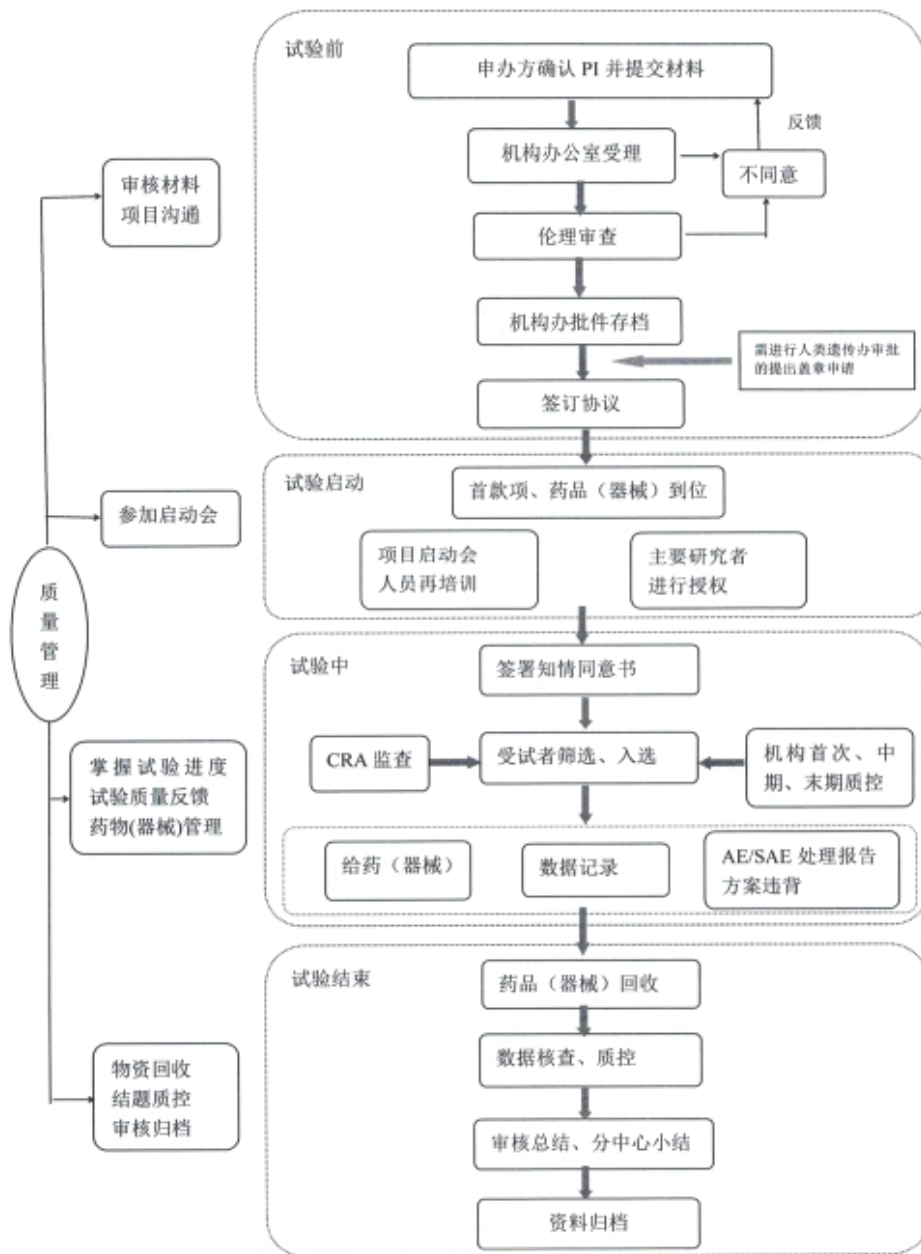 试验前
申办方确认 PI 并提交材料
反馈
机构办公室受理
不同意
审核材料
项目沟通
伦理审查
机构办批件存档
需进行人类遗传办审批
的提出盖章申请
签订协议
试验启动
首款项、药品（器械）到位
参加启动会
项目启动会
人员再培训
主要研究者
进行授权
质
量
管
理
试验中
签署知情同意书
CRA 监查
受试者筛选、入选
机构首次、中
期、末期质控
掌握试验进度
试验质量反馈
药物(器械)管理
给药（器械）
数据记录
AE/SAE 处理报告
方案违背
试验结束
药品（器械）回收
数据核查、质控
物资回收
结题质控
审核归档
审核总结、分中心小结
资料归档